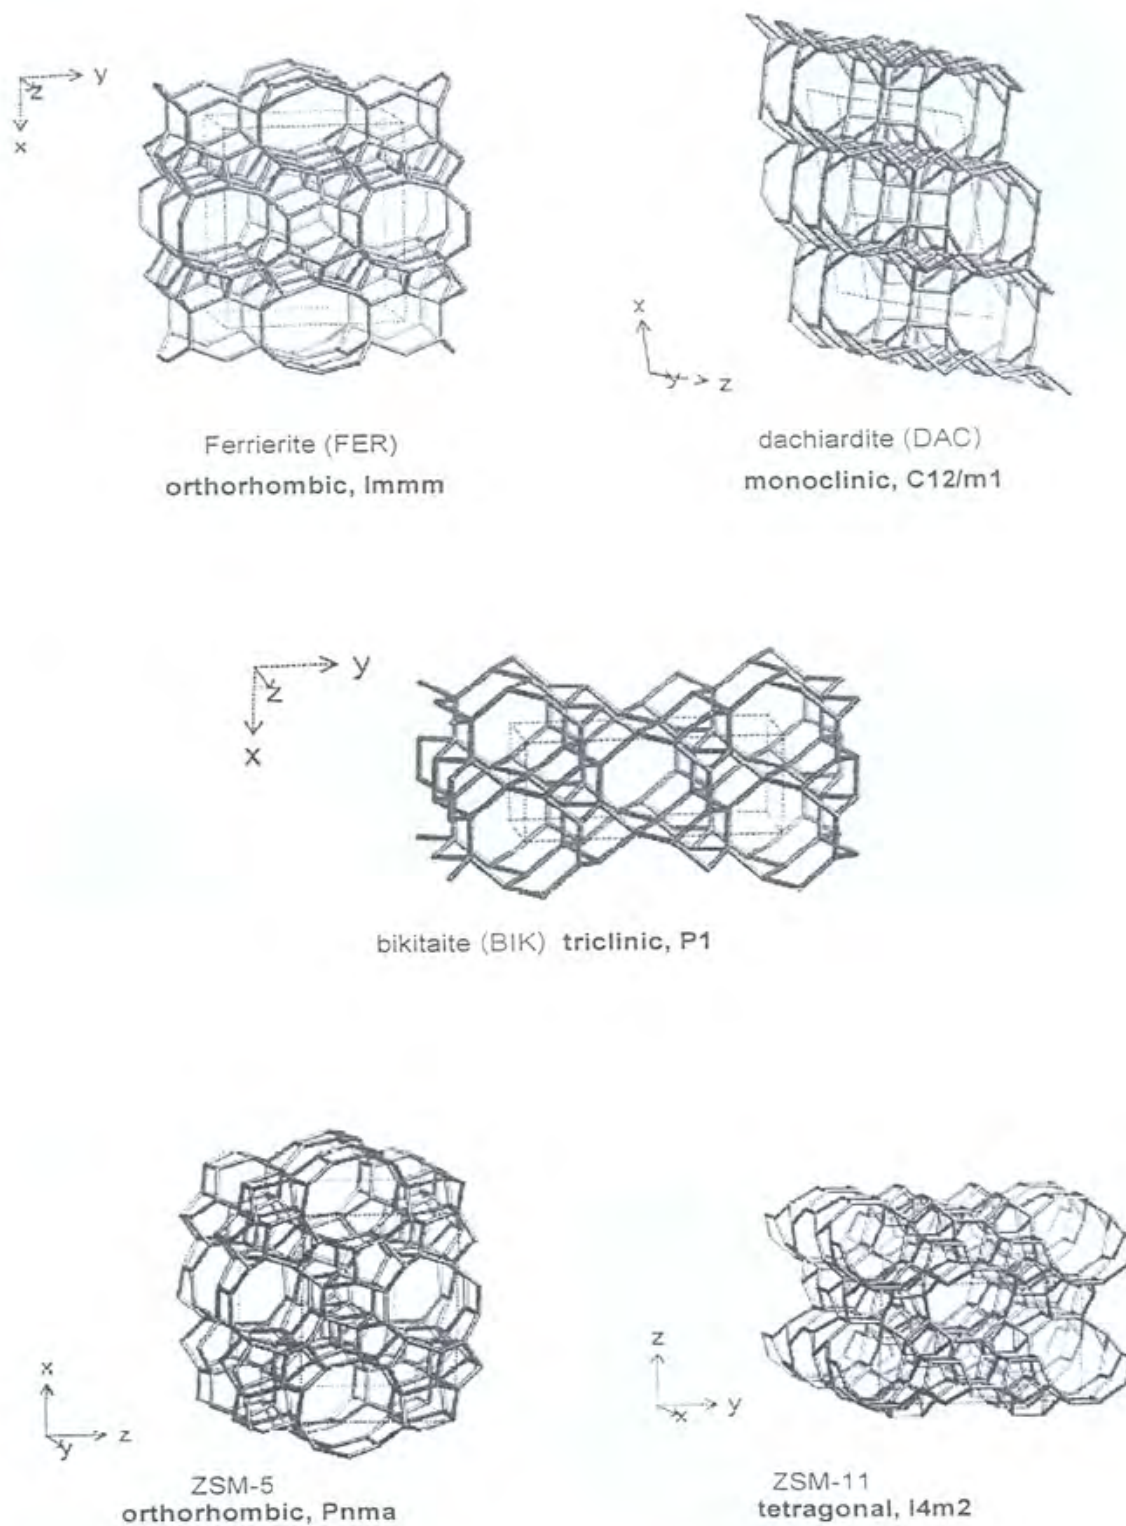 y
z
x
Ferrierite (FER)
orthorhombic, Immm
x
y
z
dachiardite (DAC)
monoclinic, C12/m1
y
z
x
bikitaite (BIK) triclinic, P1
x
z
y
ZSM-5
orthorhombic, Pnma
z
x
y
ZSM-11
tetragonal, I4m2